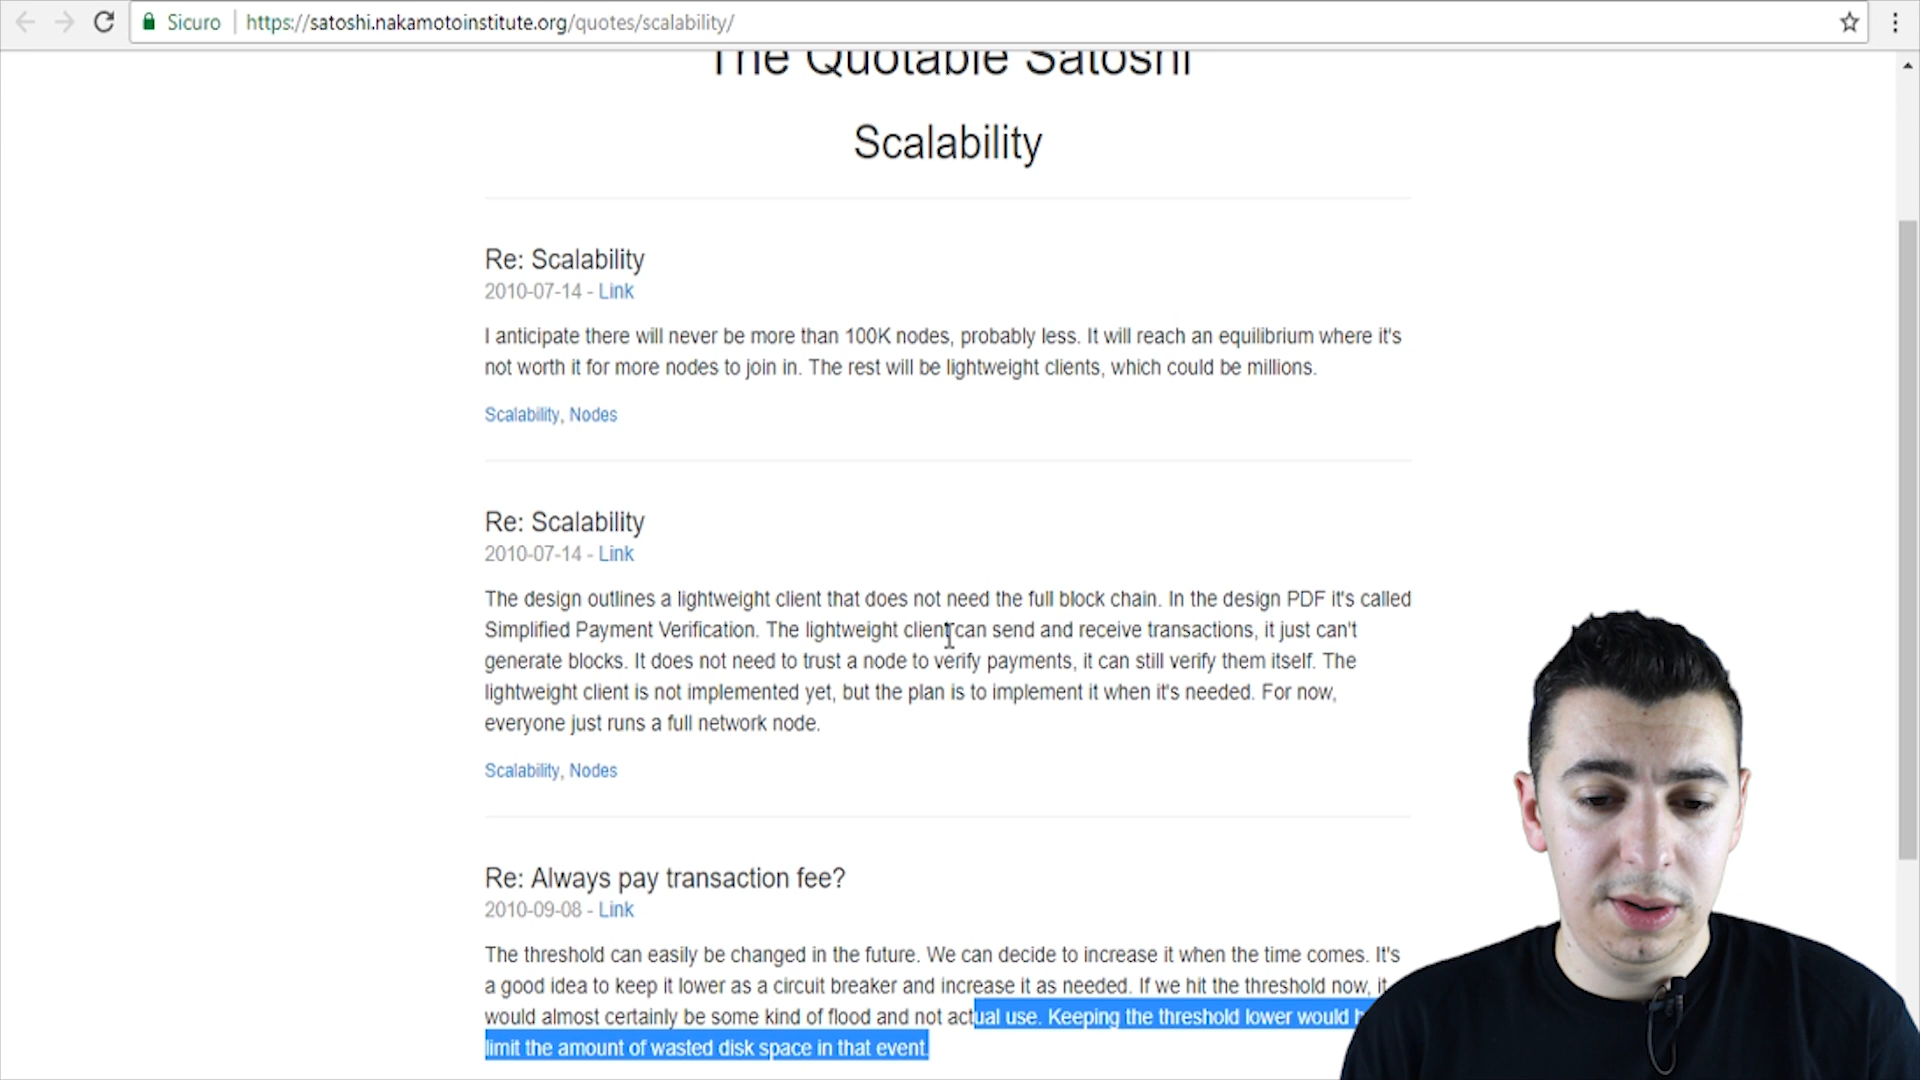 Sicuro https://satoshi.nakamotoinstitute.org/quotes/scalability/
The Quotable Satoshi
Scalability
Re: Scalability
2010-07-14 - Link
I anticipate there will never be more than 100K nodes, probably less. It will reach an equilibrium where it's
not worth it for more nodes to join in. The rest will be lightweight clients, which could be millions.
Scalability, Nodes
Re: Scalability
2010-07-14 - Link
The design outlines a lightweight client that does not need the full block chain. In the design PDF it's called
Simplified Payment Verification. The lightweight client can send and receive transactions, it just can't
generate blocks. It does not need to trust a node to verify payments, it can still verify them itself. The
lightweight client is not implemented yet, but the plan is to implement it when it's needed. For now,
everyone just runs a full network node.
Scalability, Nodes
Re: Always pay transaction fee?
2010-09-08 - Link
The threshold can easily be changed in the future. We can decide to increase it when the time comes. It's
a good idea to keep it lower as a circuit breaker and increase it as needed. If we hit the threshold now, it
would almost certainly be some kind of flood and not actual use. Keeping the threshold lower would
limit the amount of wasted disk space in that event.